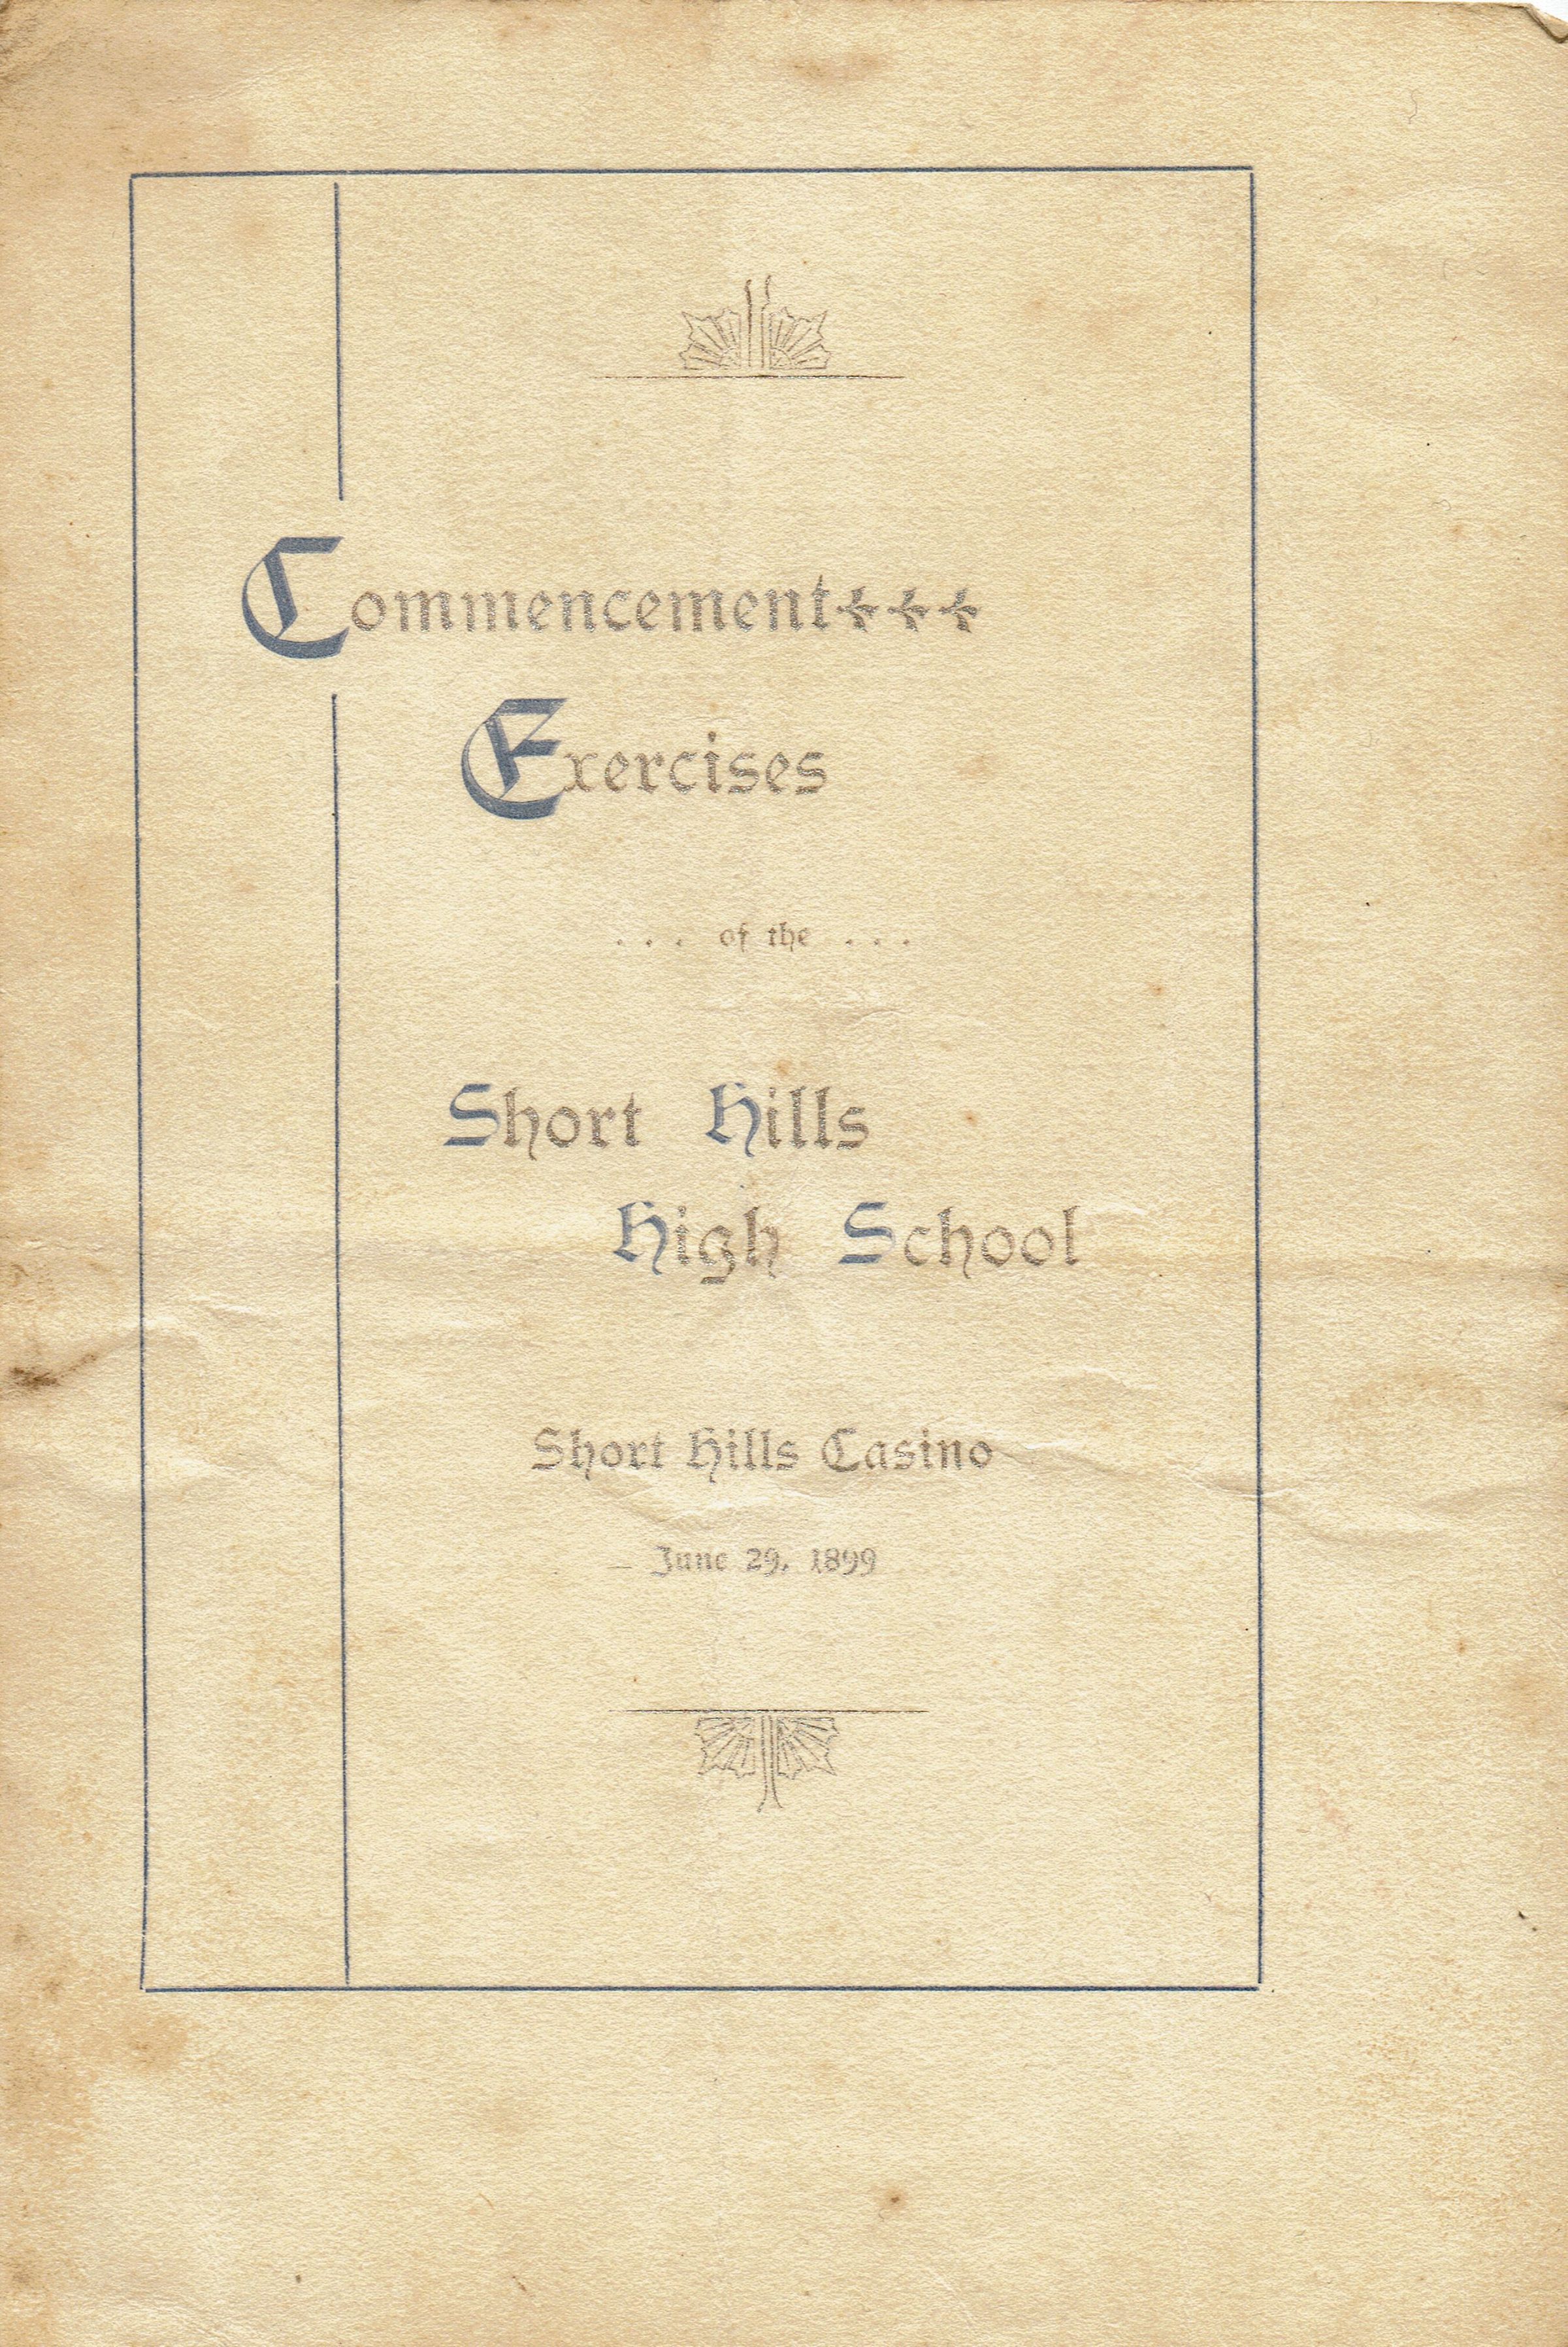 Commencement
Exercises
. . . of the . . .
Short Hills
High School
Short Hills Casino
June 29, 1899